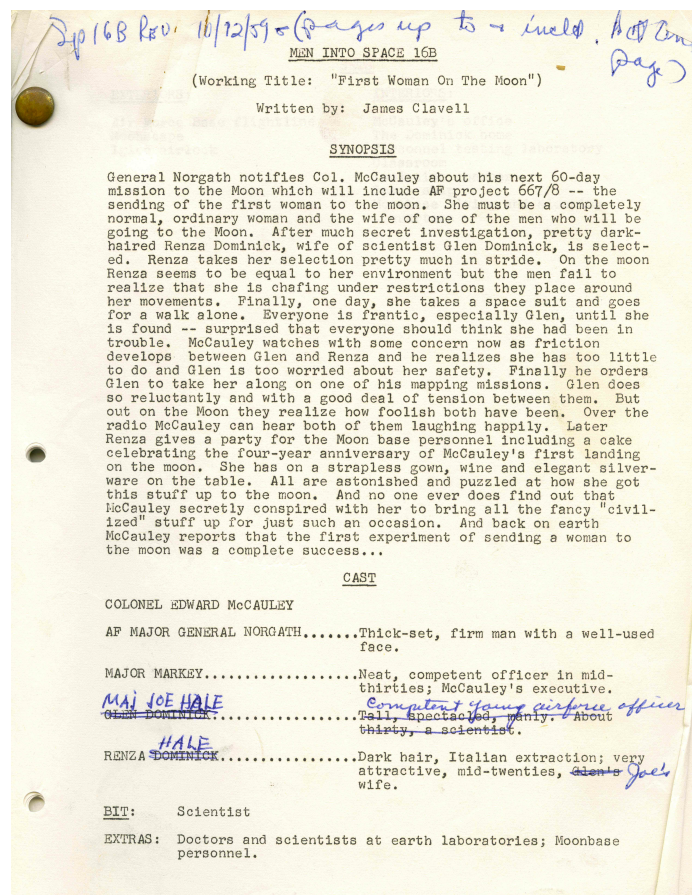 Sp 16B Rev. 10/12/59 - (pages up to & incld. Act One page)
MEN INTO SPACE 16B
(Working Title: "First Woman On The Moon")
Written by: James Clavell
SYNOPSIS
General Norgath notifies Col. McCauley about his next 60-day
mission to the Moon which will include AF project 667/8 -- the
sending of the first woman to the moon. She must be a completely
normal, ordinary woman and the wife of one of the men who will be
going to the Moon. After much secret investigation, pretty dark-
haired Renza Dominick, wife of scientist Glen Dominick, is select-
ed. Renza takes her selection pretty much in stride. On the moon
Renza seems to be equal to her environment but the men fail to
realize that she is chafing under restrictions they place around
her movements. Finally, one day, she takes a space suit and goes
for a walk alone. Everyone is frantic, especially Glen, until she
is found -- surprised that everyone should think she had been in
trouble. McCauley watches with some concern now as friction
develops between Glen and Renza and he realizes she has too little
to do and Glen is too worried about her safety. Finally he orders
Glen to take her along on one of his mapping missions. Glen does
so reluctantly and with a good deal of tension between them. But
out on the Moon they realize how foolish both have been. Over the
radio McCauley can hear both of them laughing happily. Later
Renza gives a party for the Moon base personnel including a cake
celebrating the four-year anniversary of McCauley's first landing
on the moon. She has on a strapless gown, wine and elegant silver-
ware on the table. All are astonished and puzzled at how she got
this stuff up to the moon. And no one ever does find out that
McCauley secretly conspired with her to bring all the fancy "civil-
ized" stuff up for just such an occasion. And back on earth
McCauley reports that the first experiment of sending a woman to
the moon was a complete success...
CAST
COLONEL EDWARD McCAULEY
AF MAJOR GENERAL NORGATH.......Thick-set, firm man with a well-used
face.
MAJOR MARKEY...................Neat, competent officer in mid-
thirties; McCauley's executive.
MAJ JOE HALE Competent young airforce officer
GLEN DOMINICK..................Tall, spectacled, manly. About
thirty, a scientist.
HALE
RENZA DOMINICK.................Dark hair, Italian extraction; very
attractive, mid-twenties, Glen's Joe's
wife.
BIT: Scientist
EXTRAS: Doctors and scientists at earth laboratories; Moonbase
personnel.